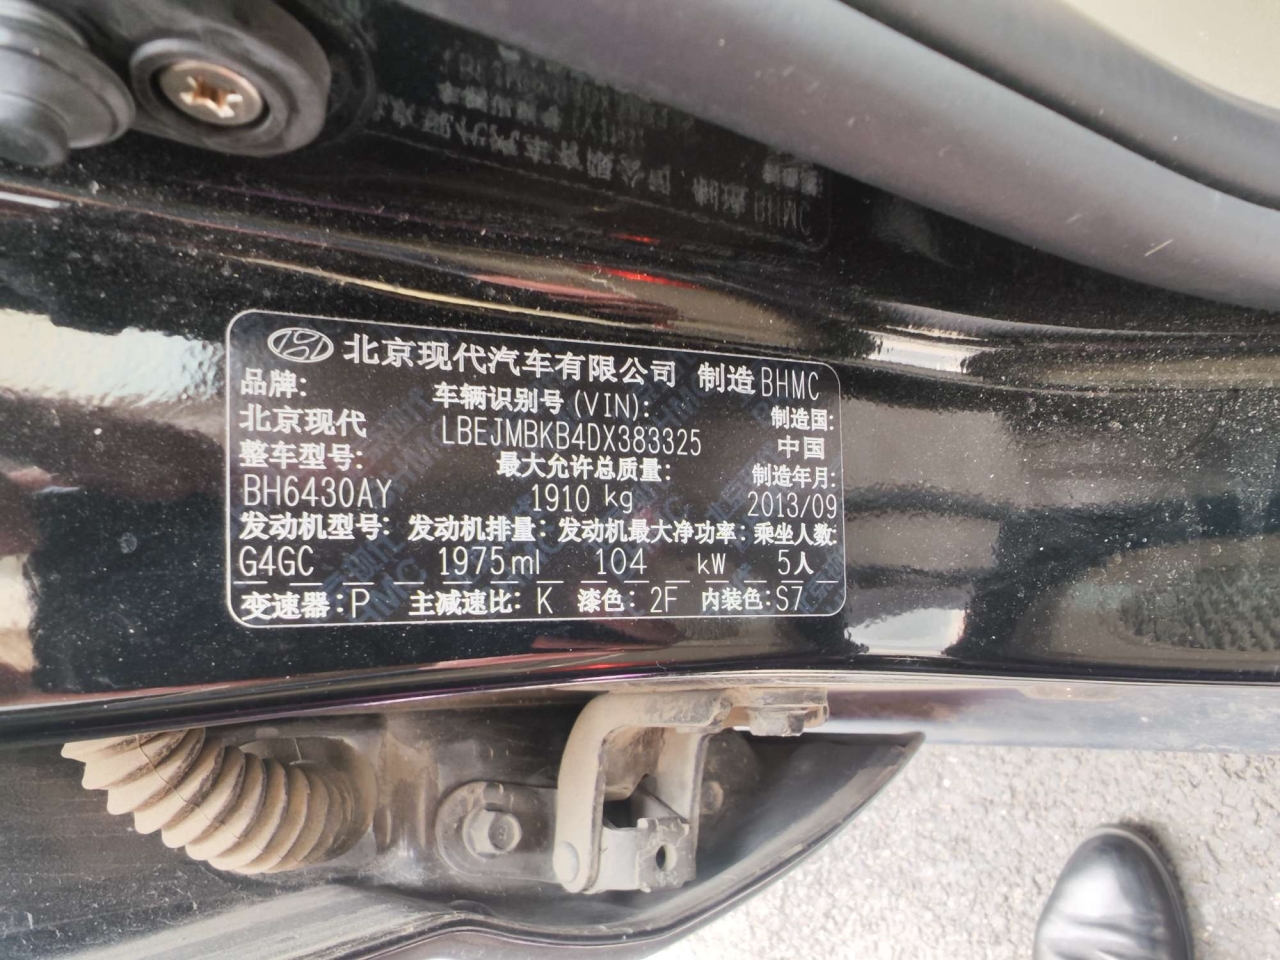 北京现代汽车有限公司 制造 BHMC
品牌: 车辆识别号(VIN): 制造国:
北京现代 LBEJMBKB4DX383325 中国
整车型号: 最大允许总质量: 制造年月:
BH6430AY 1910 kg 2013/09
发动机型号: 发动机排量: 发动机最大净功率: 乘坐人数:
G4GC 1975ml 104 kW 5人
变速器:P 主减速比: K 漆色: 2F 内装色:S7